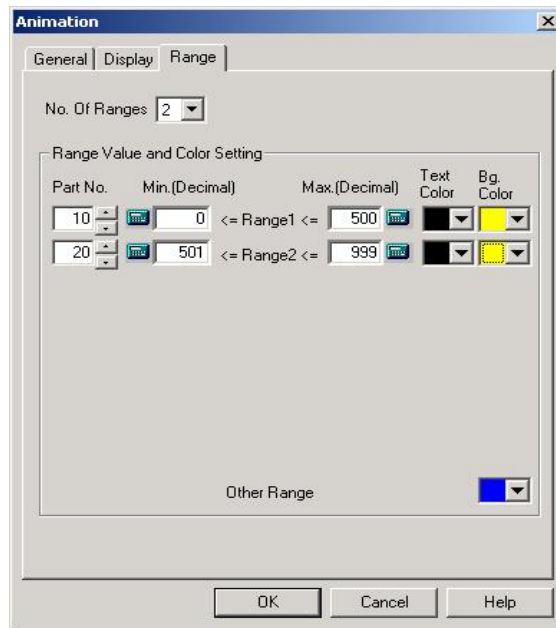 Animation
General Display Range
No. Of Ranges 2
Range Value and Color Setting
Part No. Min.(Decimal) Max.(Decimal) Text Color Bg. Color
10 0 <= Range1 <= 500
20 501 <= Range2 <= 999
Other Range
OK Cancel Help